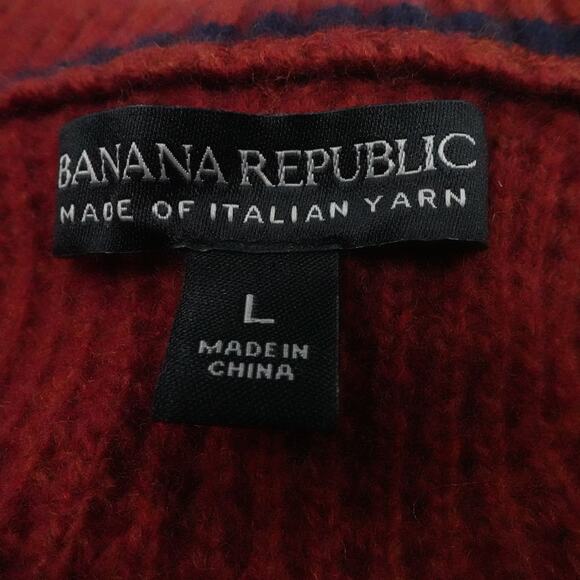 BANANA REPUBLIC
MADE OF ITALIAN YARN
L
MADE IN
CHINA